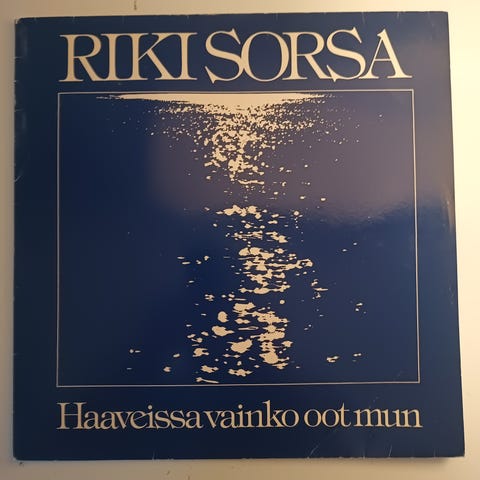 RIKI SORSA
Haaveissa vainko oot mun